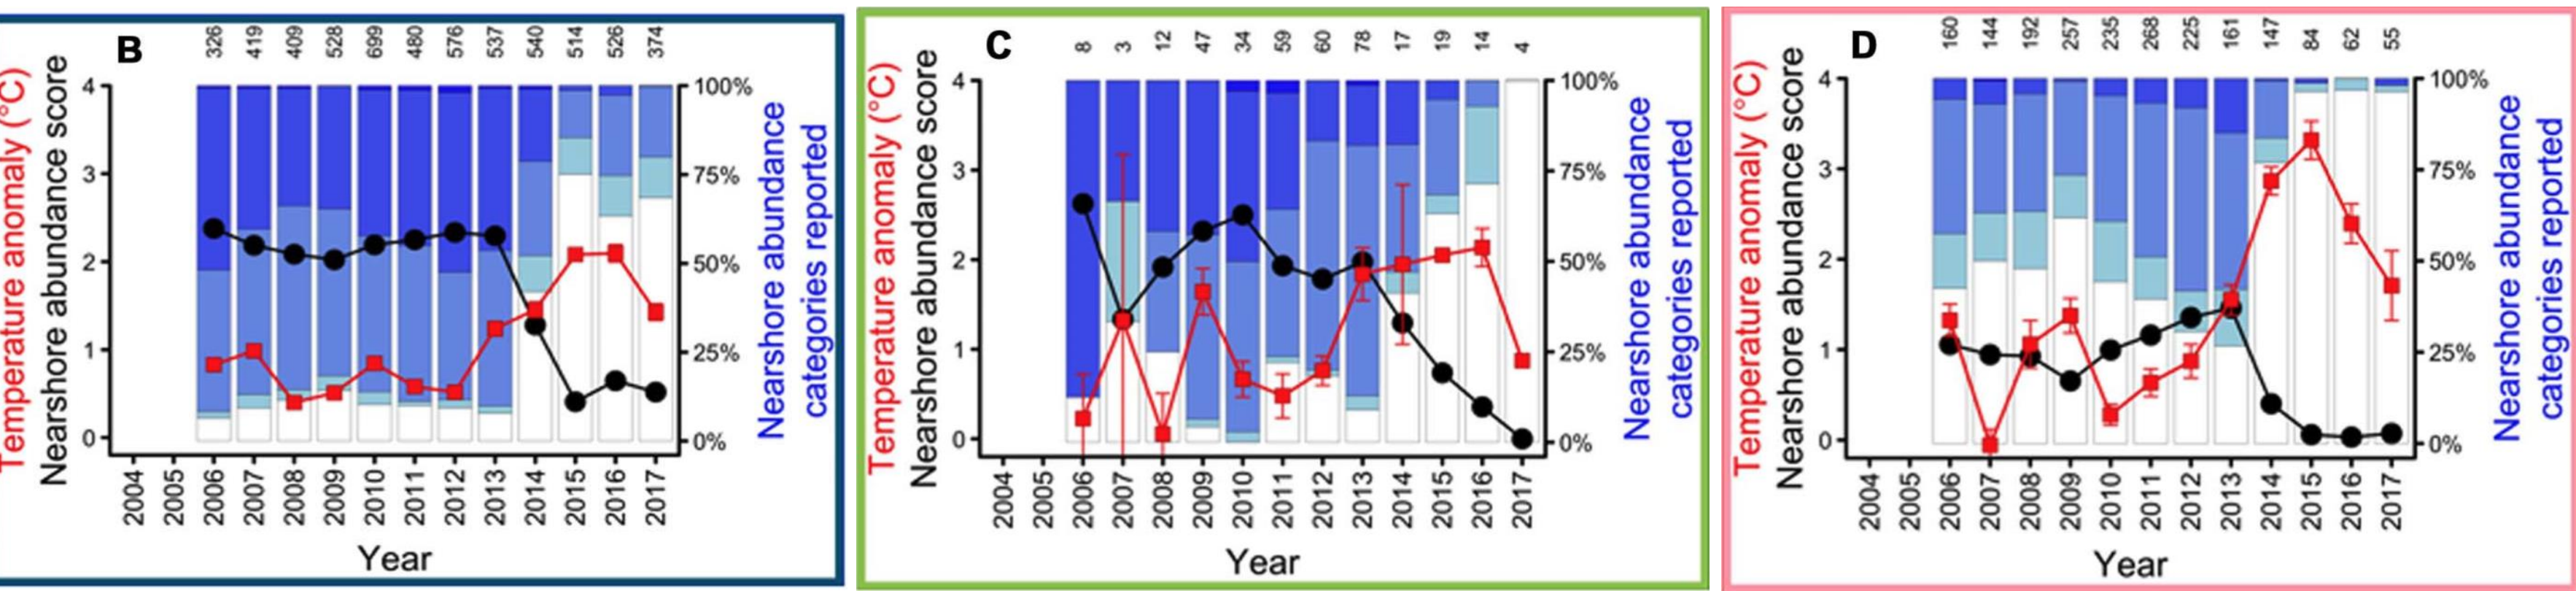 B
326 419 409 528 699 480 576 537 540 514 526 374
Temperature anomaly (°C)
Nearshore abundance score
4
3
2
1
0
100%
75%
50%
25%
0%
Nearshore abundance
categories reported
2004 2005 2006 2007 2008 2009 2010 2011 2012 2013 2014 2015 2016 2017
Year
C
8 3 12 47 34 59 60 78 17 19 14 4
Temperature anomaly (°C)
Nearshore abundance score
4
3
2
1
0
100%
75%
50%
25%
0%
Nearshore abundance
categories reported
2004 2005 2006 2007 2008 2009 2010 2011 2012 2013 2014 2015 2016 2017
Year
D
160 144 192 257 235 268 225 161 147 84 62 55
Temperature anomaly (°C)
Nearshore abundance score
4
3
2
1
0
100%
75%
50%
25%
0%
Nearshore abundance
categories reported
2004 2005 2006 2007 2008 2009 2010 2011 2012 2013 2014 2015 2016 2017
Year